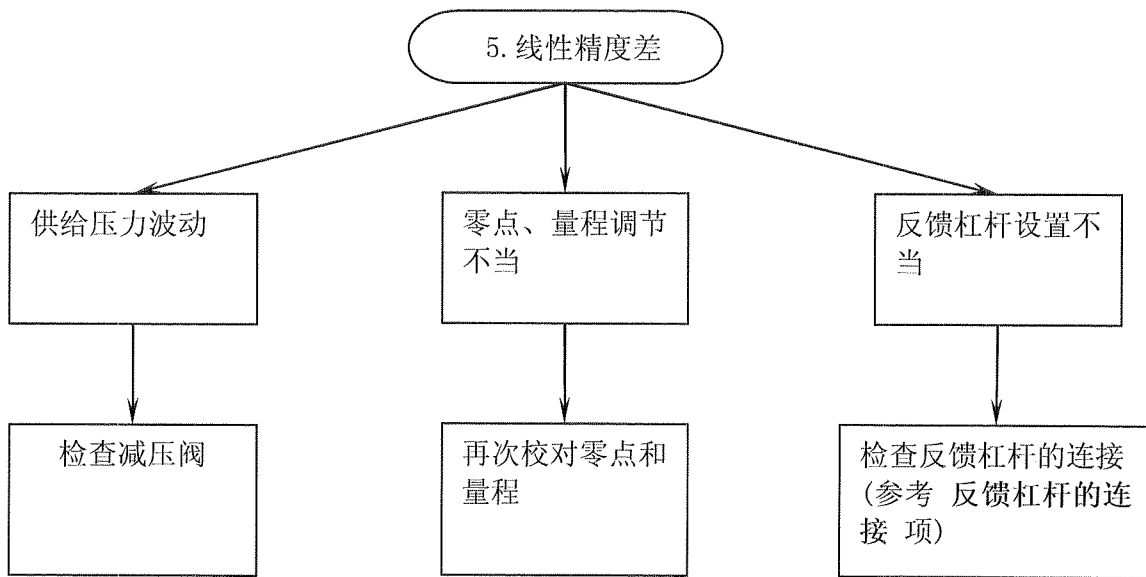 5.线性精度差
供给压力波动
零点、量程调节
不当
反馈杠杆设置不
当
检查减压阀
再次校对零点和
量程
检查反馈杠杆的连接
(参考 反馈杠杆的连
接 项)